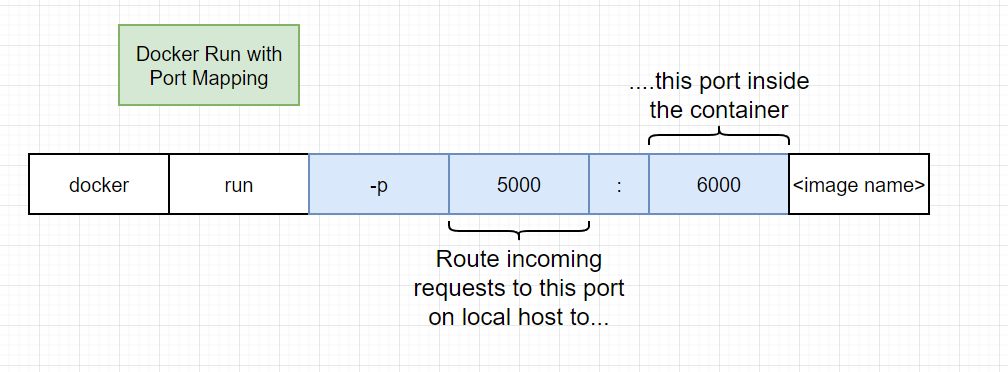 Docker Run with
Port Mapping
....this port inside
the container
docker run -p 5000 : 6000 <image name>
Route incoming
requests to this port
on local host to...